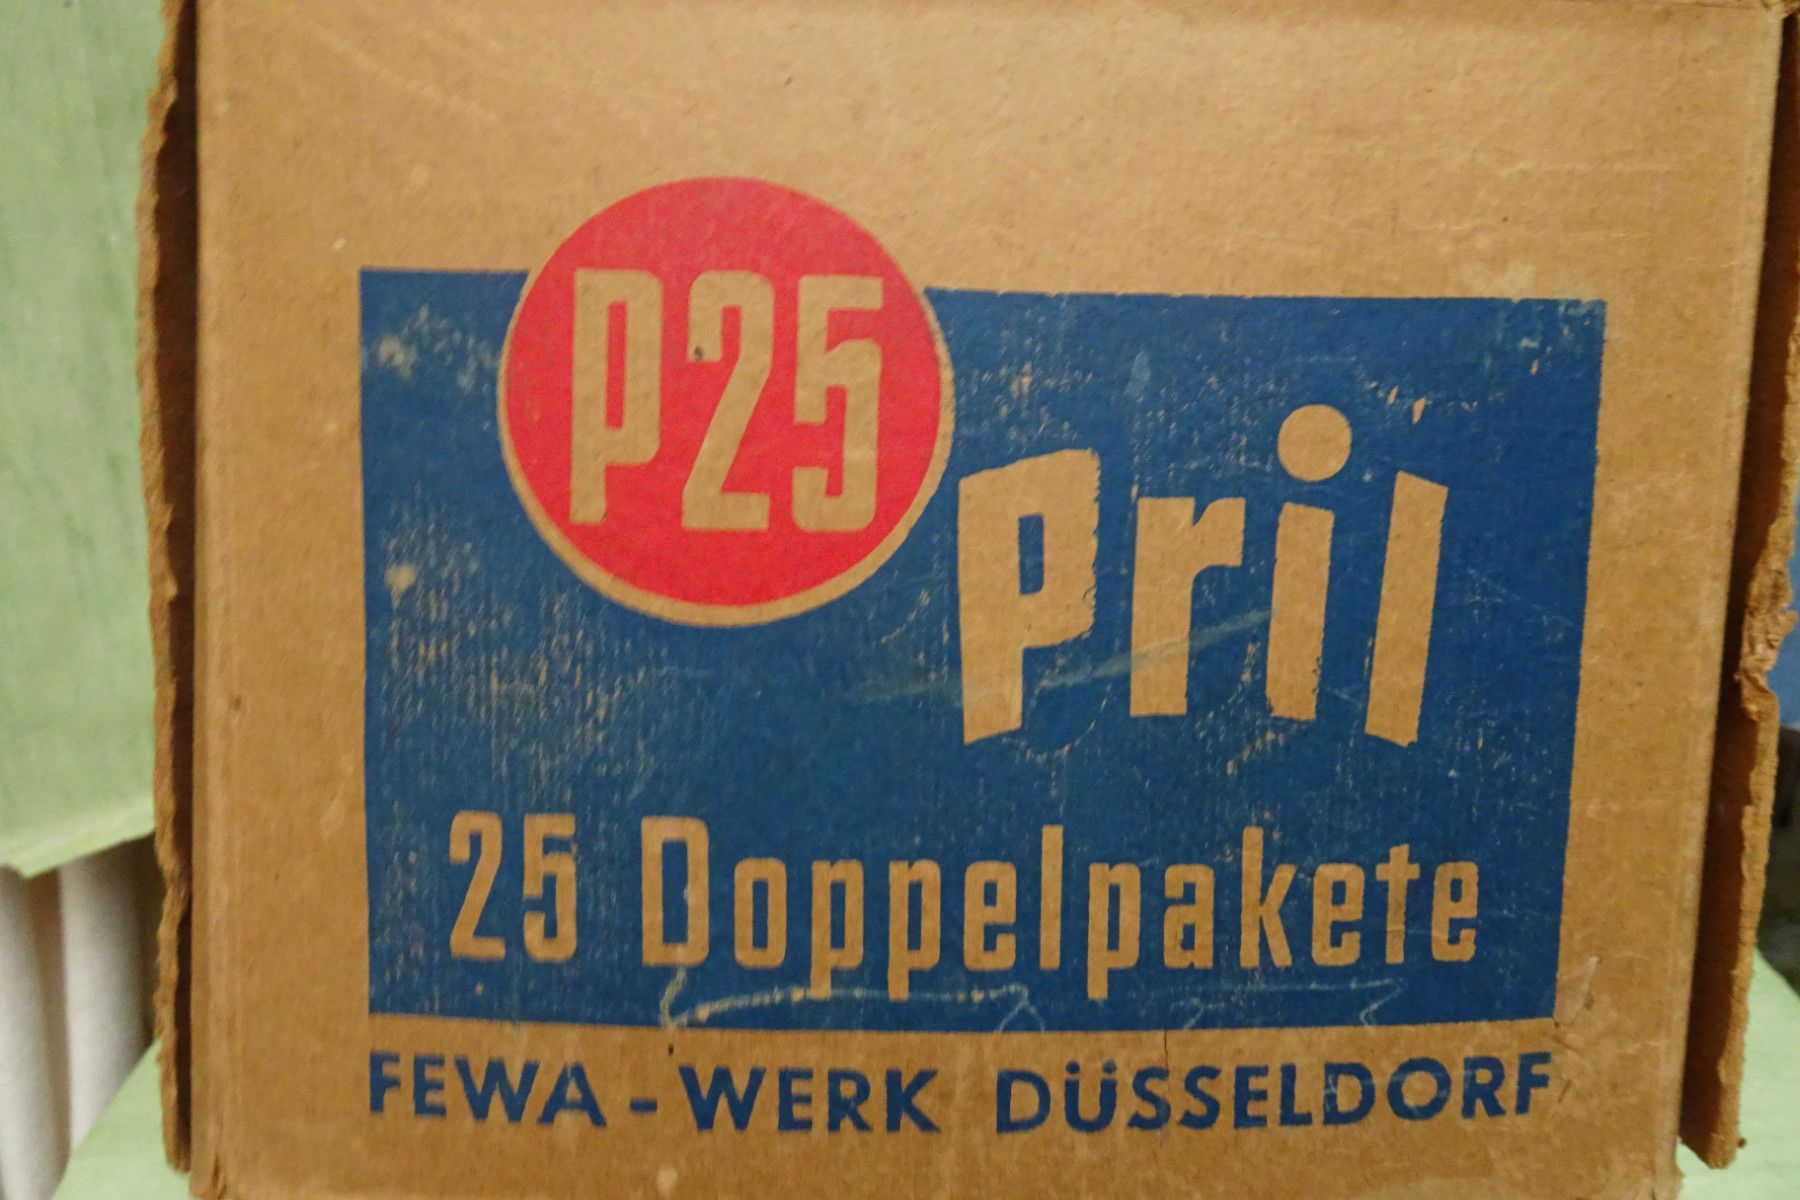 P25
Pril
25 Doppelpakete
FEWA-WERK DÜSSELDORF